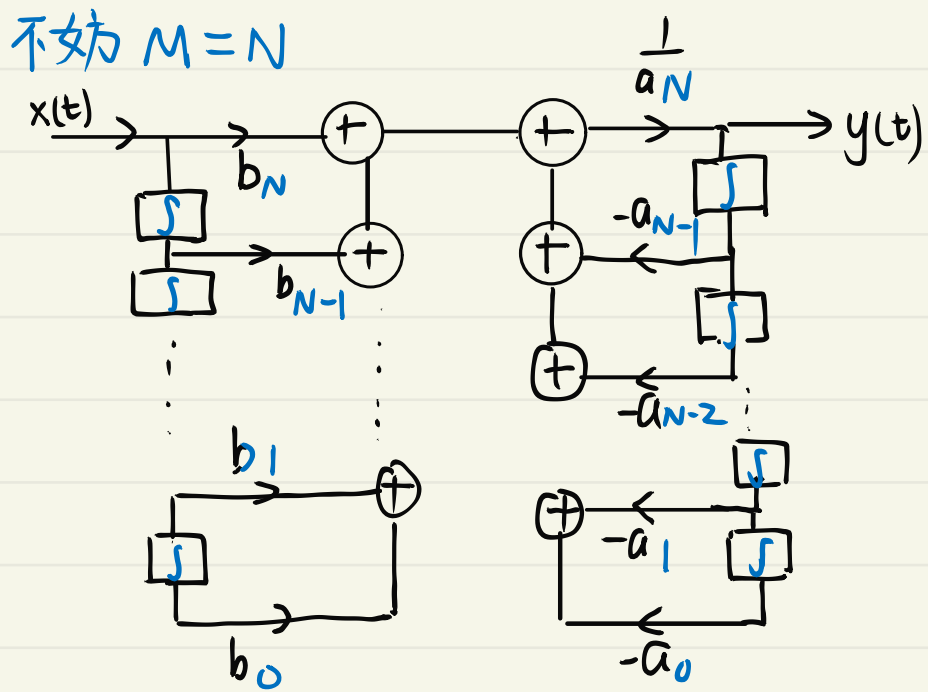 不妨 M=N
x(t)
b_N
+
+
1/a_N
y(t)
∫
∫
-a_{N-1}
∫
b_{N-1}
+
+
∫
∫
+
-a_{N-2}
b_1
+
∫
+
-a_1
∫
∫
b_0
-a_0